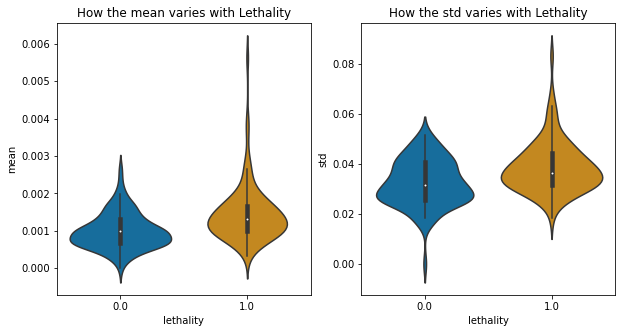 How the mean varies with Lethality
mean
0.006
0.005
0.004
0.003
0.002
0.001
0.000
0.0 1.0
lethality
How the std varies with Lethality
std
0.08
0.06
0.04
0.02
0.00
0.0 1.0
lethality